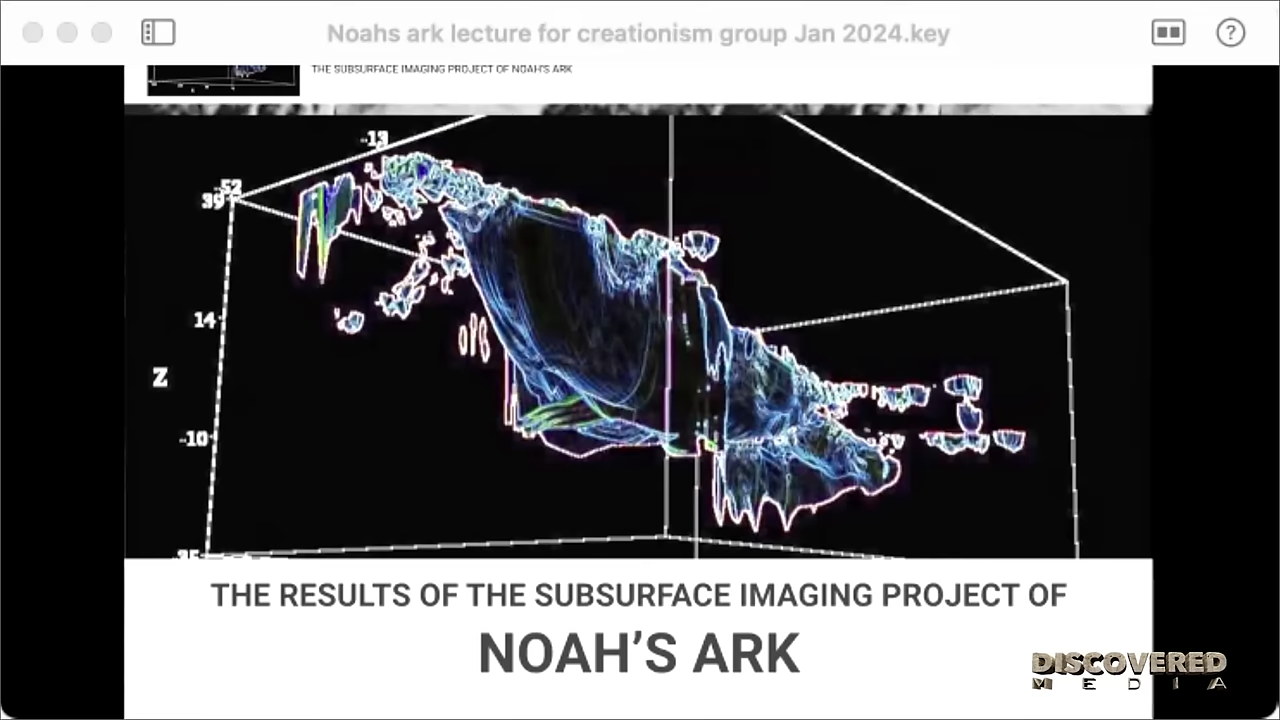 Noahs ark lecture for creationism group Jan 2024.key
THE SUBSURFACE IMAGING PROJECT OF NOAH'S ARK
-13
-52
39
14
Z
-10
THE RESULTS OF THE SUBSURFACE IMAGING PROJECT OF
NOAH'S ARK
DISCOVERED
MEDIA